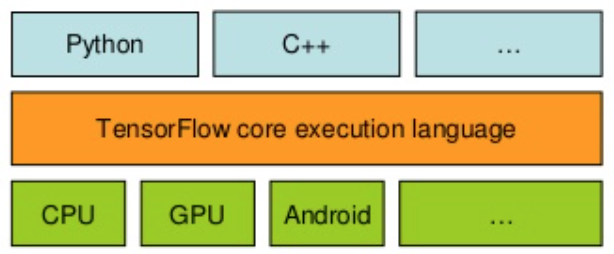 Python C++ ...
TensorFlow core execution language
CPU GPU Android ...